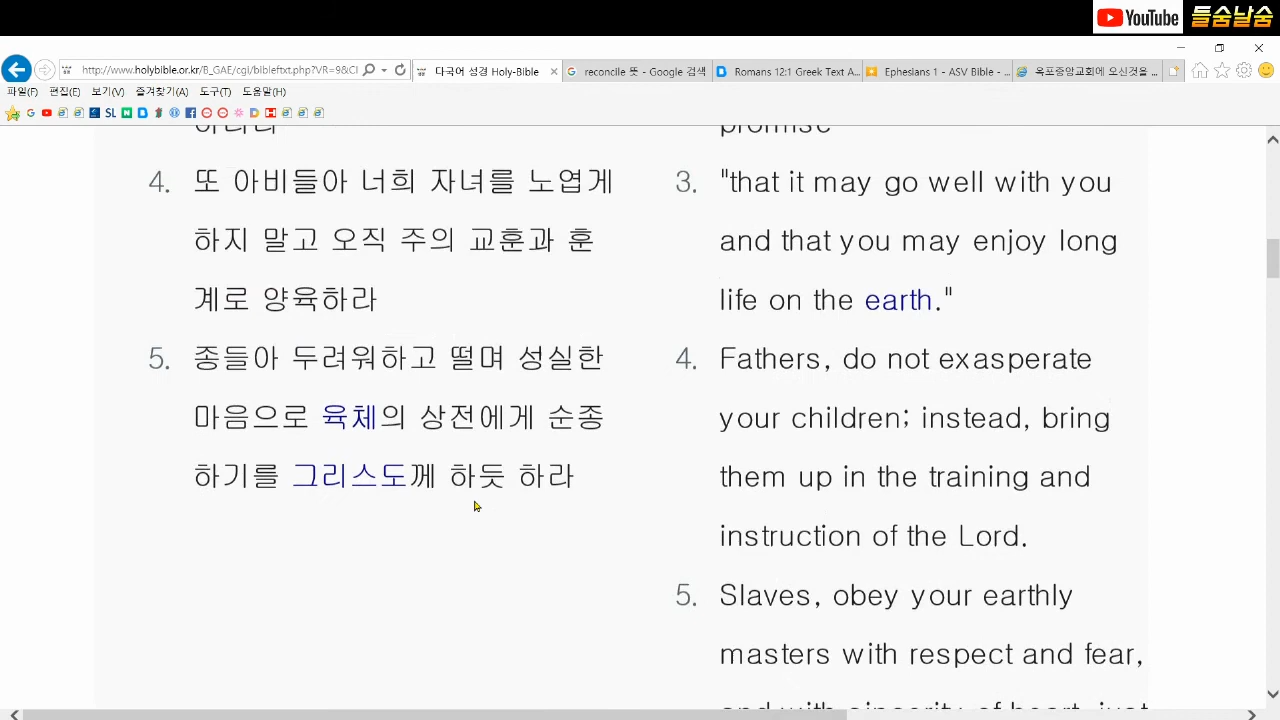 YouTube 들숨날숨
http://www.holybible.or.kr/B_GAE/cgi/bibleftxt.php?VR=9&CI
다국어 성경 Holy-Bible
reconcile 뜻 - Google 검색
Romans 12:1 Greek Text A...
Ephesians 1 - ASV Bible - ...
옥포중앙교회에 오신것을 ...
파일(F) 편집(E) 보기(V) 즐겨찾기(A) 도구(T) 도움말(H)
promise
4. 또 아비들아 너희 자녀를 노엽게
하지 말고 오직 주의 교훈과 훈
계로 양육하라
5. 종들아 두려워하고 떨며 성실한
마음으로 육체의 상전에게 순종
하기를 그리스도께 하듯 하라
3. "that it may go well with you
and that you may enjoy long
life on the earth."
4. Fathers, do not exasperate
your children; instead, bring
them up in the training and
instruction of the Lord.
5. Slaves, obey your earthly
masters with respect and fear,
and with sincerity of heart, just